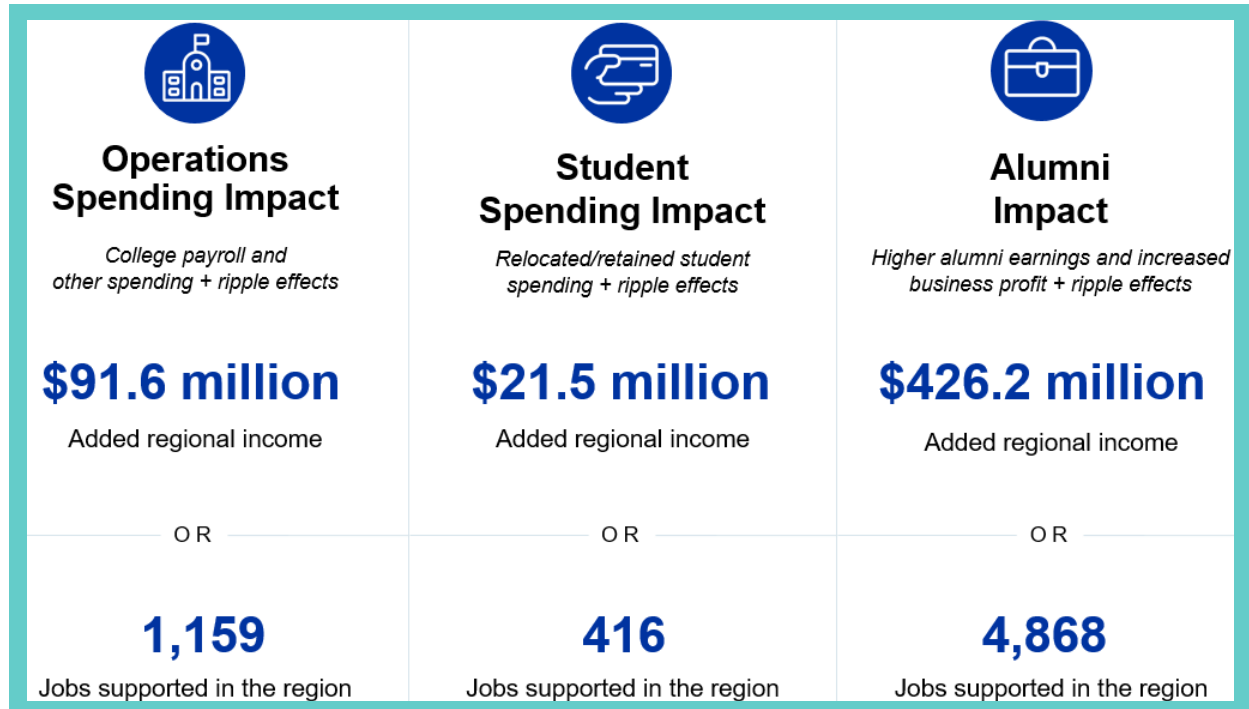 Operations
Spending Impact
College payroll and
other spending + ripple effects
$91.6 million
Added regional income
OR
1,159
Jobs supported in the region
Student
Spending Impact
Relocated/retained student
spending + ripple effects
$21.5 million
Added regional income
OR
416
Jobs supported in the region
Alumni
Impact
Higher alumni earnings and increased
business profit + ripple effects
$426.2 million
Added regional income
OR
4,868
Jobs supported in the region